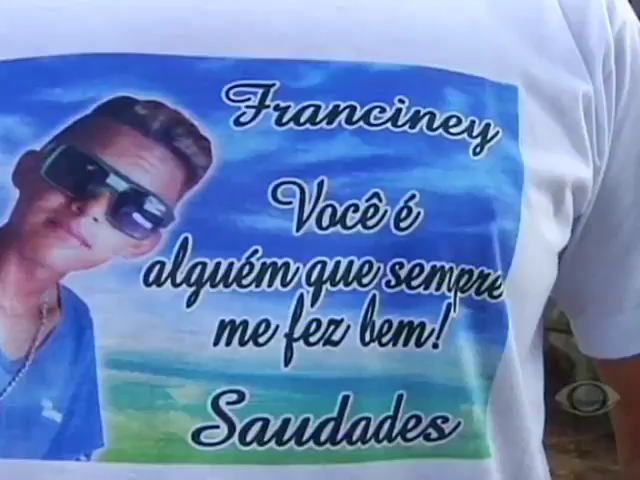 Franciney
Você é
alguém que sempre
me fez bem!
Saudades